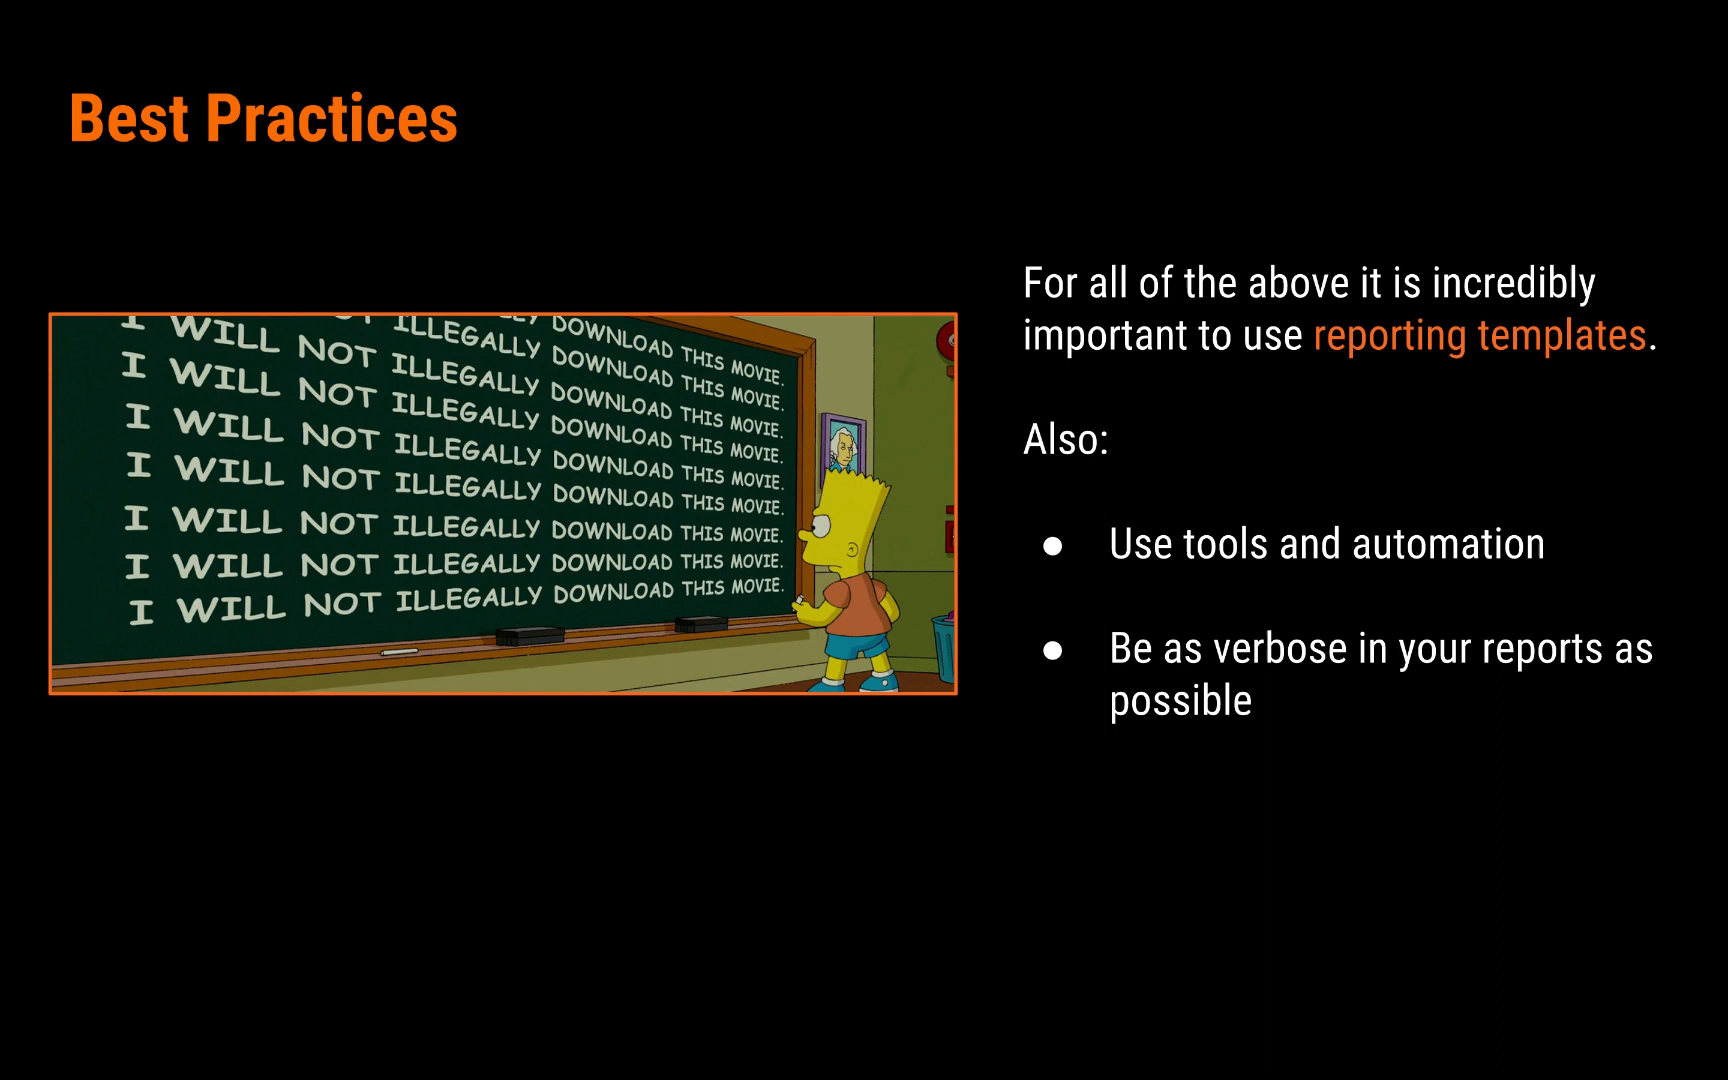 Best Practices
DOWNLOAD THIS MOVIE.
I WILL NOT ILLEGALLY DOWNLOAD THIS MOVIE.
I WILL NOT ILLEGALLY DOWNLOAD THIS MOVIE.
I WILL NOT ILLEGALLY DOWNLOAD THIS MOVIE.
I WILL NOT ILLEGALLY DOWNLOAD THIS MOVIE.
I WILL NOT ILLEGALLY DOWNLOAD THIS MOVIE.
I WILL NOT ILLEGALLY DOWNLOAD THIS MOVIE.
I WILL NOT ILLEGALLY DOWNLOAD THIS MOVIE.
For all of the above it is incredibly
important to use reporting templates.
Also:
● Use tools and automation
● Be as verbose in your reports as
possible